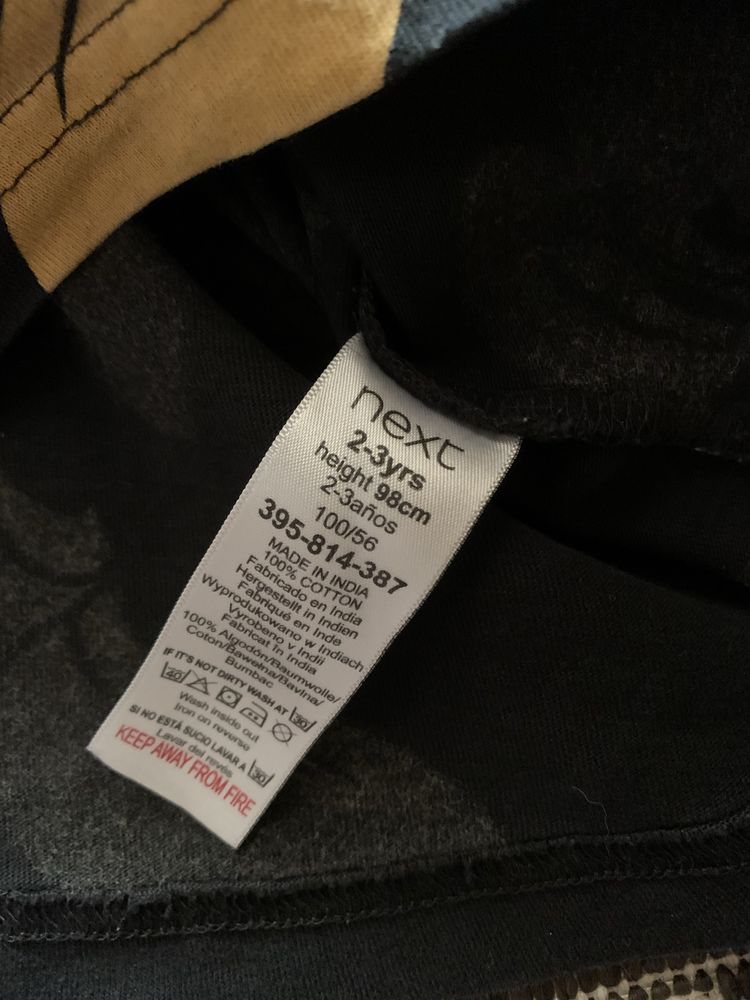 next
2-3yrs
height 98cm
2-3años
100/56
395-814-387
MADE IN INDIA
100% COTTON
Fabricado en India
Hergestellt in Indien
Fabriqué en Inde
Wyprodukowano w Indiach
Vyrobeno v Indii
Fabricat în India
100% Algodón/Baumwolle/
Coton/Bawełna/Bavlna/
Bumbac
IF IT'S NOT DIRTY WASH AT 30
40
Wash inside out
Iron on reverse
SI NO ESTÁ SUCIO LAVAR A 30
Lavar del revés
KEEP AWAY FROM FIRE